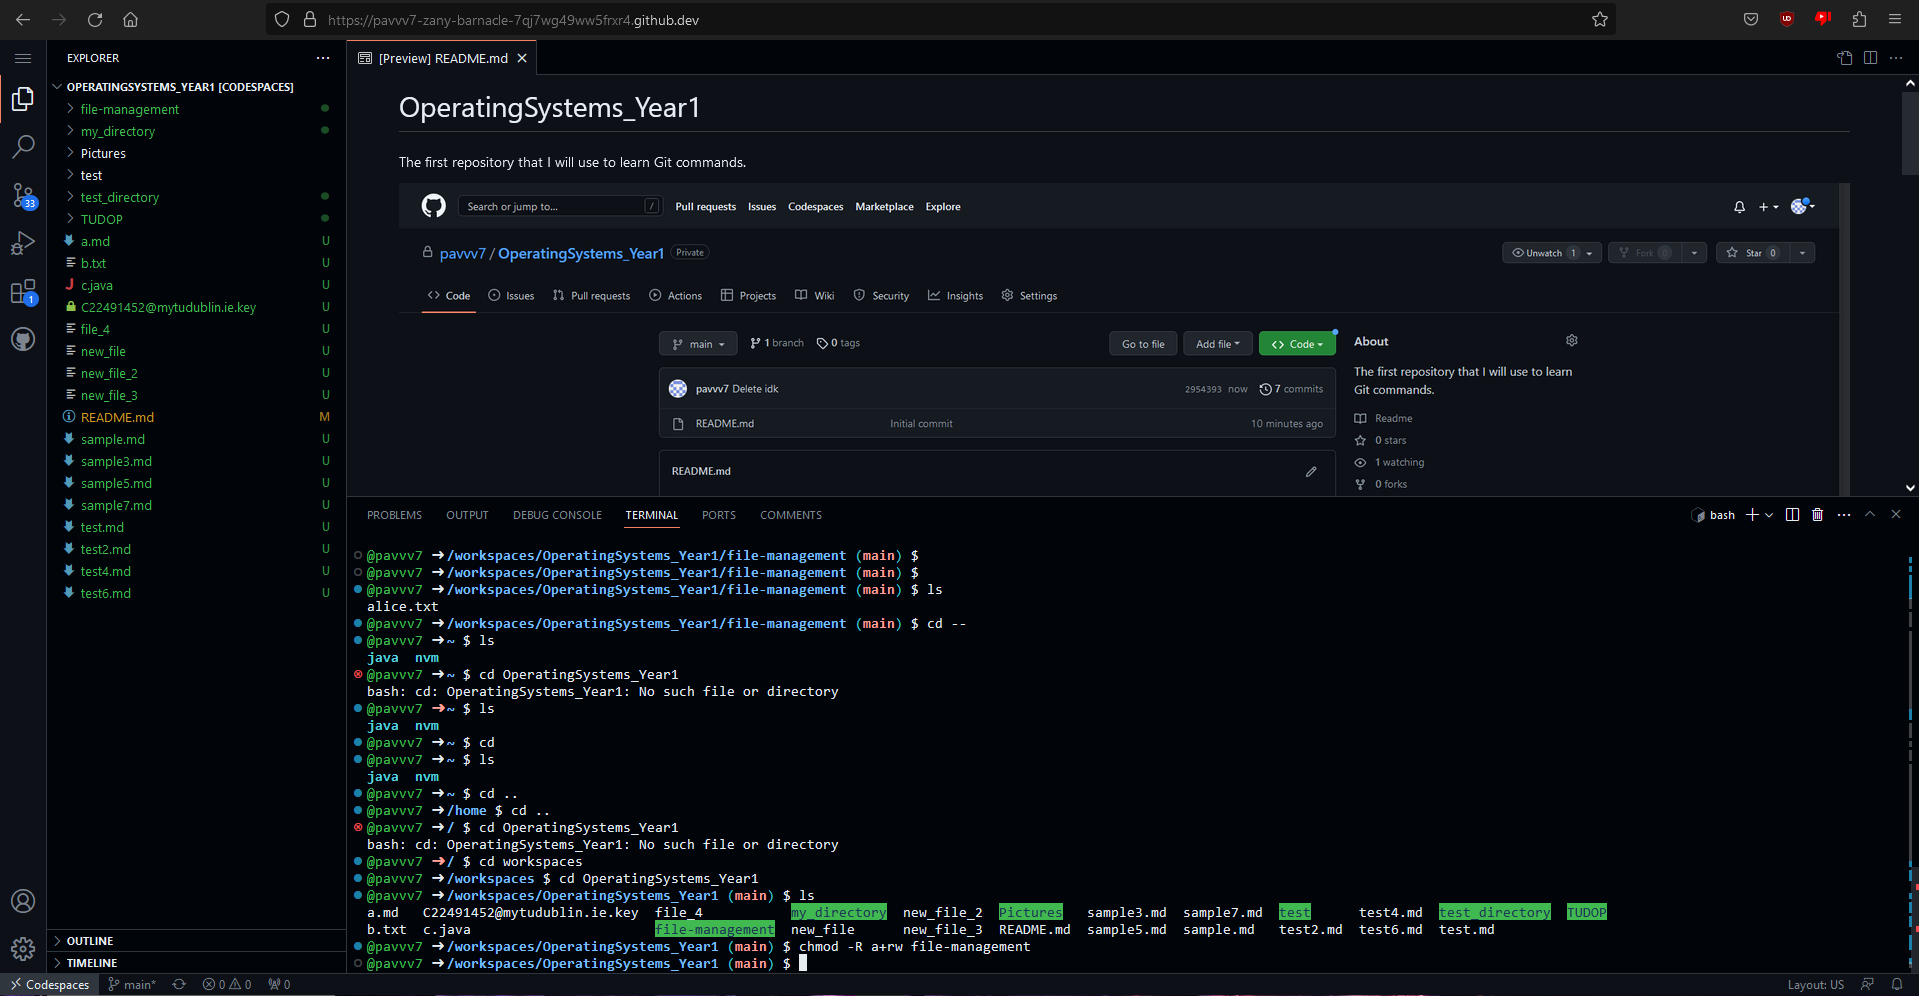 https://pavvv7-zany-barnacle-7qj7wg49ww5frxr4.github.dev
EXPLORER
OPERATINGSYSTEMS_YEAR1 [CODESPACES]
file-management
my_directory
Pictures
test
test_directory
TUDOP
a.md U
b.txt U
c.java U
C22491452@mytudublin.ie.key U
file_4 U
new_file U
new_file_2 U
new_file_3 U
README.md M
sample.md U
sample3.md U
sample5.md U
sample7.md U
test.md U
test2.md U
test4.md U
test6.md U
OUTLINE
TIMELINE
33
1
[Preview] README.md
OperatingSystems_Year1
The first repository that I will use to learn Git commands.
Search or jump to... / Pull requests Issues Codespaces Marketplace Explore
pavvv7 / OperatingSystems_Year1 Private Unwatch 1 Fork 0 Star 0
Code Issues Pull requests Actions Projects Wiki Security Insights Settings
main 1 branch 0 tags Go to file Add file Code
pavvv7 Delete idk 2954393 now 7 commits
README.md Initial commit 10 minutes ago
README.md
About
The first repository that I will use to learn
Git commands.
Readme
0 stars
1 watching
0 forks
PROBLEMS OUTPUT DEBUG CONSOLE TERMINAL PORTS COMMENTS bash
@pavvv7 ➜ /workspaces/OperatingSystems_Year1/file-management (main) $
@pavvv7 ➜ /workspaces/OperatingSystems_Year1/file-management (main) $
@pavvv7 ➜ /workspaces/OperatingSystems_Year1/file-management (main) $ ls
alice.txt
@pavvv7 ➜ /workspaces/OperatingSystems_Year1/file-management (main) $ cd --
@pavvv7 ➜ ~ $ ls
java nvm
@pavvv7 ➜ ~ $ cd OperatingSystems_Year1
bash: cd: OperatingSystems_Year1: No such file or directory
@pavvv7 ➜ ~ $ ls
java nvm
@pavvv7 ➜ ~ $ cd
@pavvv7 ➜ ~ $ ls
java nvm
@pavvv7 ➜ ~ $ cd ..
@pavvv7 ➜ /home $ cd ..
@pavvv7 ➜ / $ cd OperatingSystems_Year1
bash: cd: OperatingSystems_Year1: No such file or directory
@pavvv7 ➜ / $ cd workspaces
@pavvv7 ➜ /workspaces $ cd OperatingSystems_Year1
@pavvv7 ➜ /workspaces/OperatingSystems_Year1 (main) $ ls
a.md C22491452@mytudublin.ie.key file_4 my_directory new_file_2 Pictures sample3.md sample7.md test test4.md test_directory TUDOP
b.txt c.java file-management new_file new_file_3 README.md sample5.md sample.md test2.md test6.md test.md
@pavvv7 ➜ /workspaces/OperatingSystems_Year1 (main) $ chmod -R a+rw file-management
@pavvv7 ➜ /workspaces/OperatingSystems_Year1 (main) $
Codespaces main* 0 0 0 Layout: US